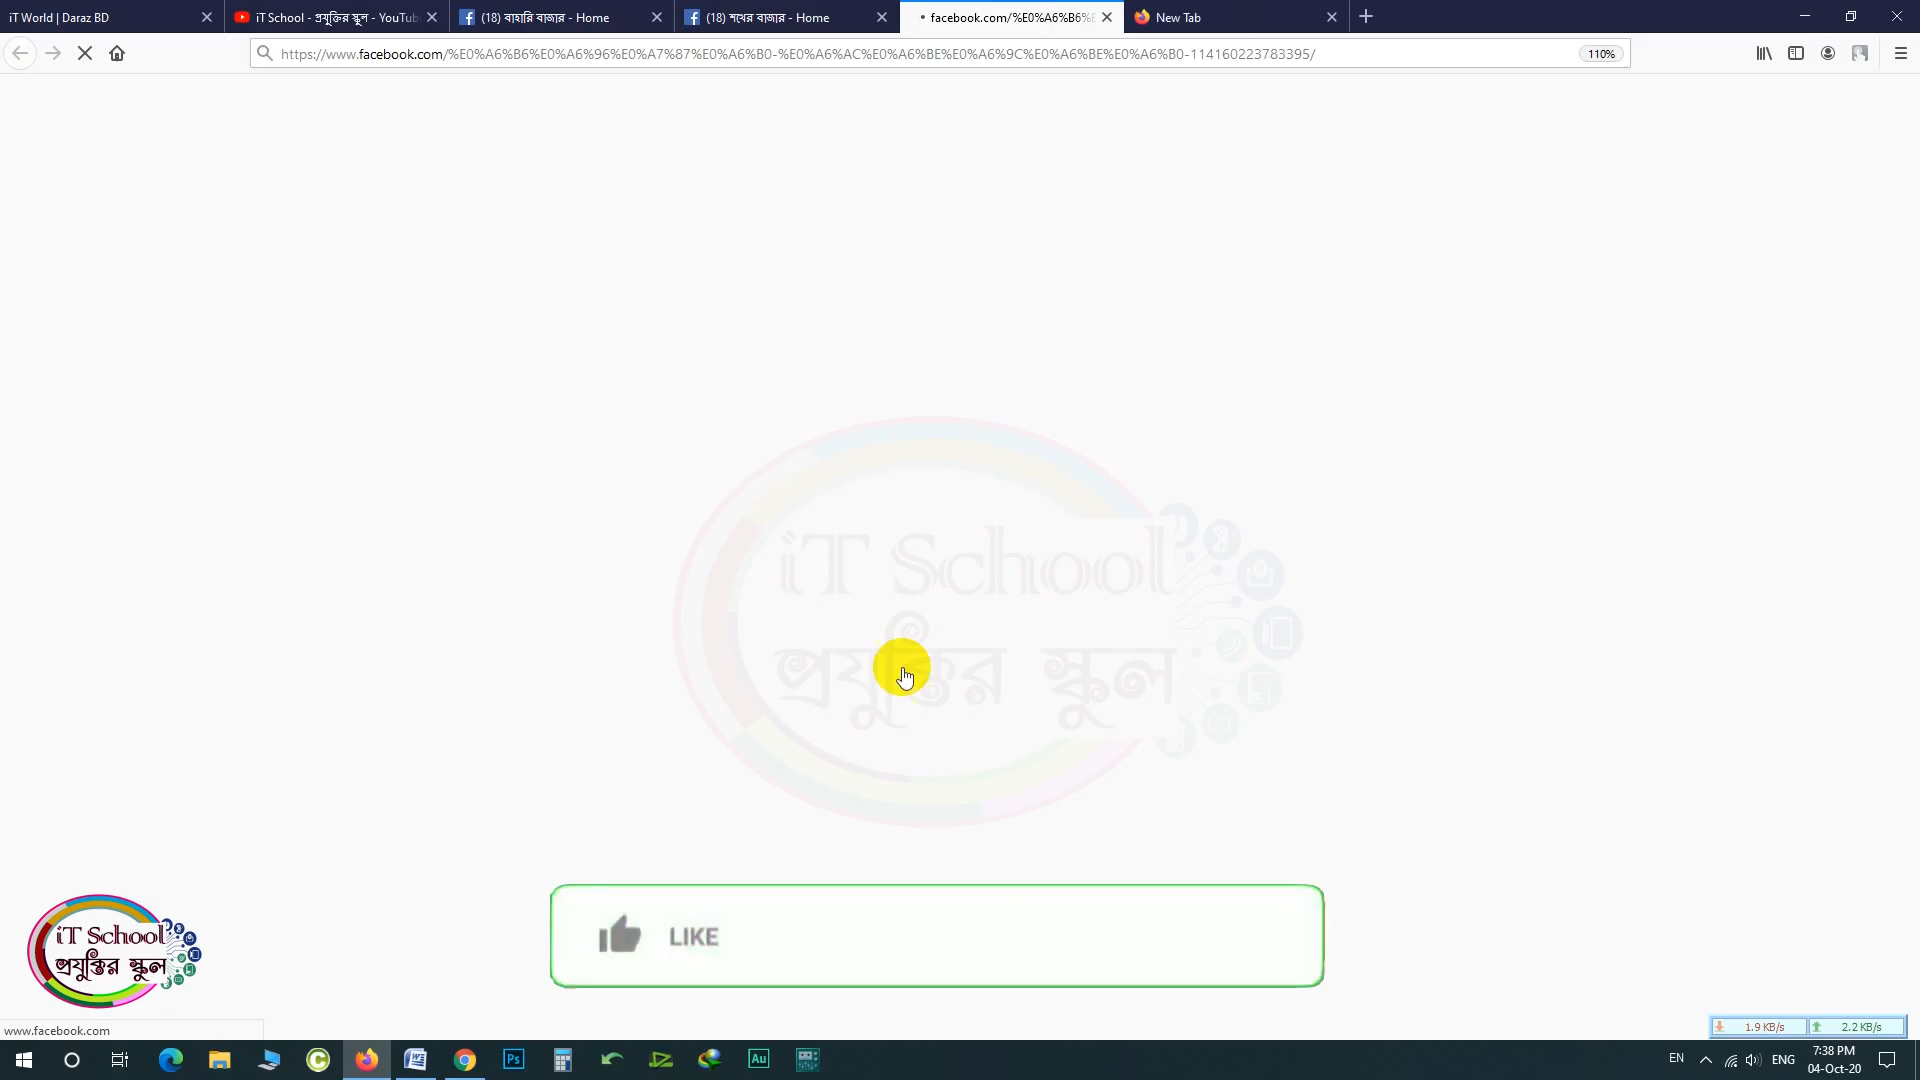 iT World | Daraz BD
iT School - প্রযুক্তির স্কুল - YouTub
(18) বাহারি বাজার - Home
(18) শখের বাজার - Home
facebook.com/%E0%A6%B6%E
New Tab
https://www.facebook.com/%E0%A6%B6%E0%A6%96%E0%A7%87%E0%A6%B0-%E0%A6%AC%E0%A6%BE%E0%A6%9C%E0%A6%BE%E0%A6%B0-114160223783395/
110%
iT School
প্রযুক্তির স্কুল
LIKE
iT School
প্রযুক্তির স্কুল
www.facebook.com
1.9 KB/s
2.2 KB/s
Ps
Au
EN
ENG
7:38 PM
04-Oct-20